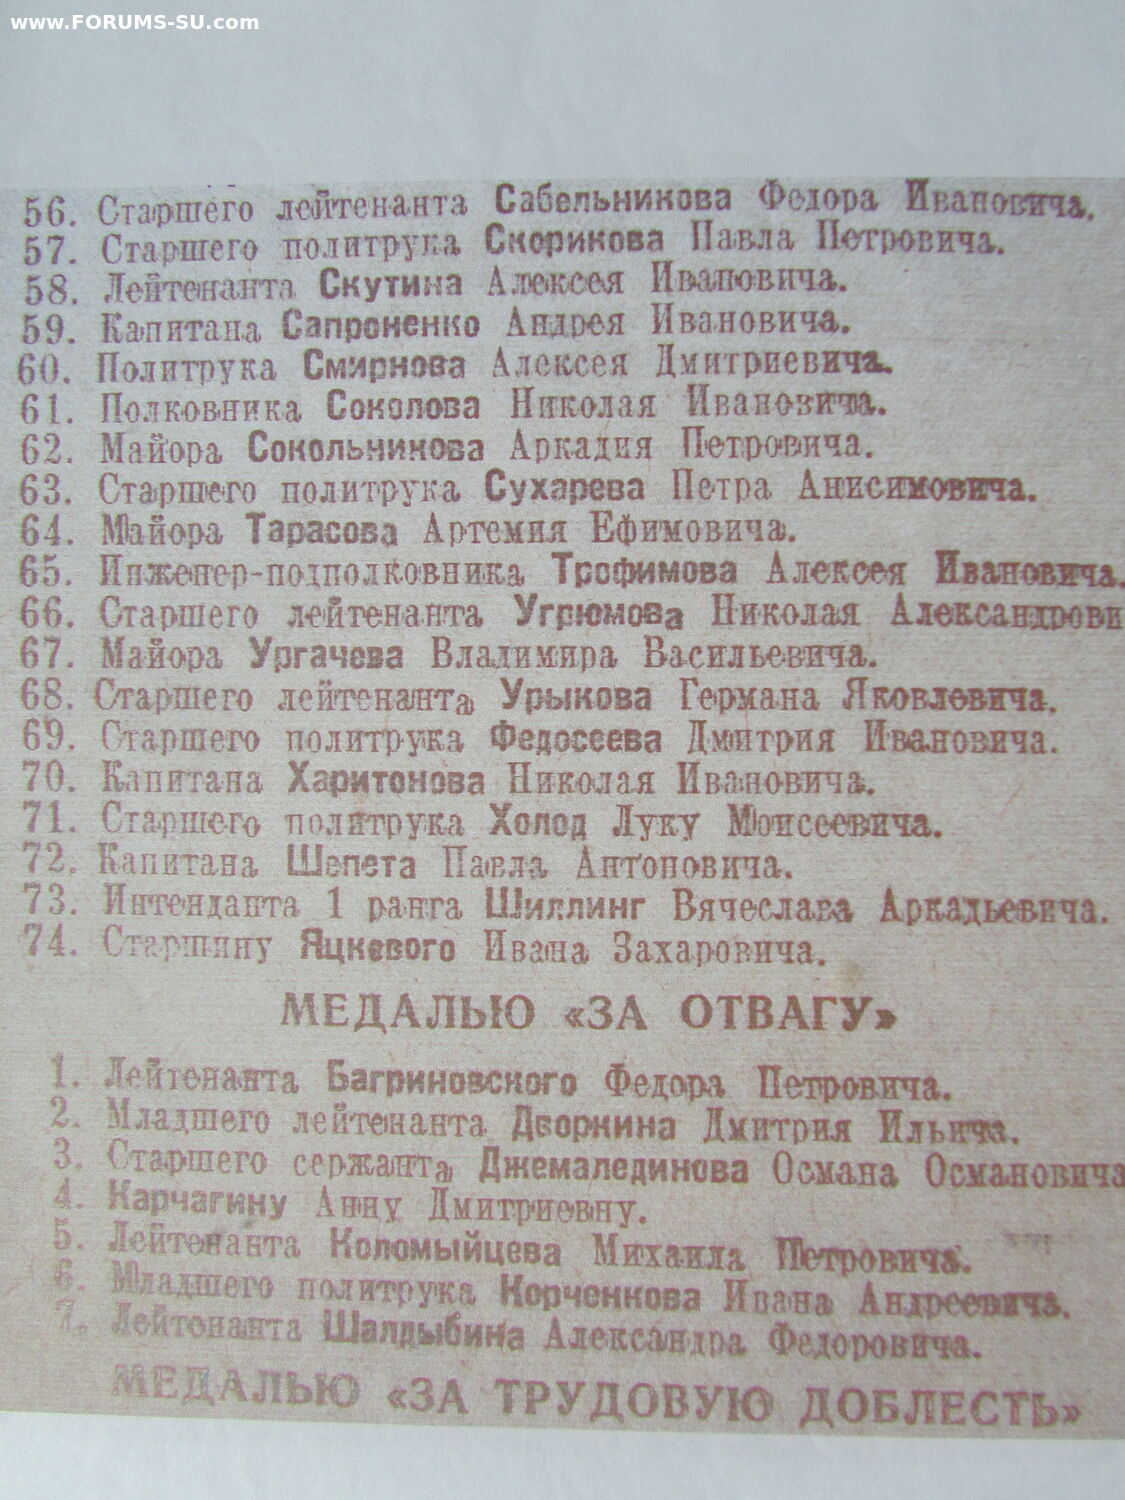 www.FORUMS-SU.com
56. Старшего лейтенанта Сабельникова Федора Ивановича.
57. Старшего политрука Скорикова Павла Петровича.
58. Лейтенанта Скутина Алексея Ивановича.
59. Капитана Сапроненко Андрея Ивановича.
60. Политрука Смирнова Алексея Дмитриевича.
61. Полковника Соколова Николая Ивановича.
62. Майора Сокольникова Аркадия Петровича.
63. Старшего политрука Сухарева Петра Анисимовича.
64. Майора Тарасова Артемия Ефимовича.
65. Инженер-подполковника Трофимова Алексея Ивановича.
66. Старшего лейтенанта Угрюмова Николая Александрови
67. Майора Ургачева Владимира Васильевича.
68. Старшего лейтенанта Урыкова Германа Яковлевича.
69. Старшего политрука Федосеева Дмитрия Ивановича.
70. Капитана Харитонова Николая Ивановича.
71. Старшего политрука Холод Луку Моисеевича.
72. Капитана Шепета Павла Антоновича.
73. Интенданта 1 ранга Шиллинг Вячеслава Аркадьевича.
74. Старшину Яцкевого Ивана Захаровича.
МЕДАЛЬЮ «ЗА ОТВАГУ»
1. Лейтенанта Багриновского Федора Петровича.
2. Младшего лейтенанта Дворкина Дмитрия Ильича.
3. Старшего сержанта Джемалединова Османа Османовича
4. Карчагину Анну Дмитриевну.
5. Лейтенанта Коломыйцева Михаила Петровича.
6. Младшего политрука Корченкова Ивана Андреевича.
7. Лейтенанта Шалдыбина Александра Федоровича.
МЕДАЛЬЮ «ЗА ТРУДОВУЮ ДОБЛЕСТЬ»